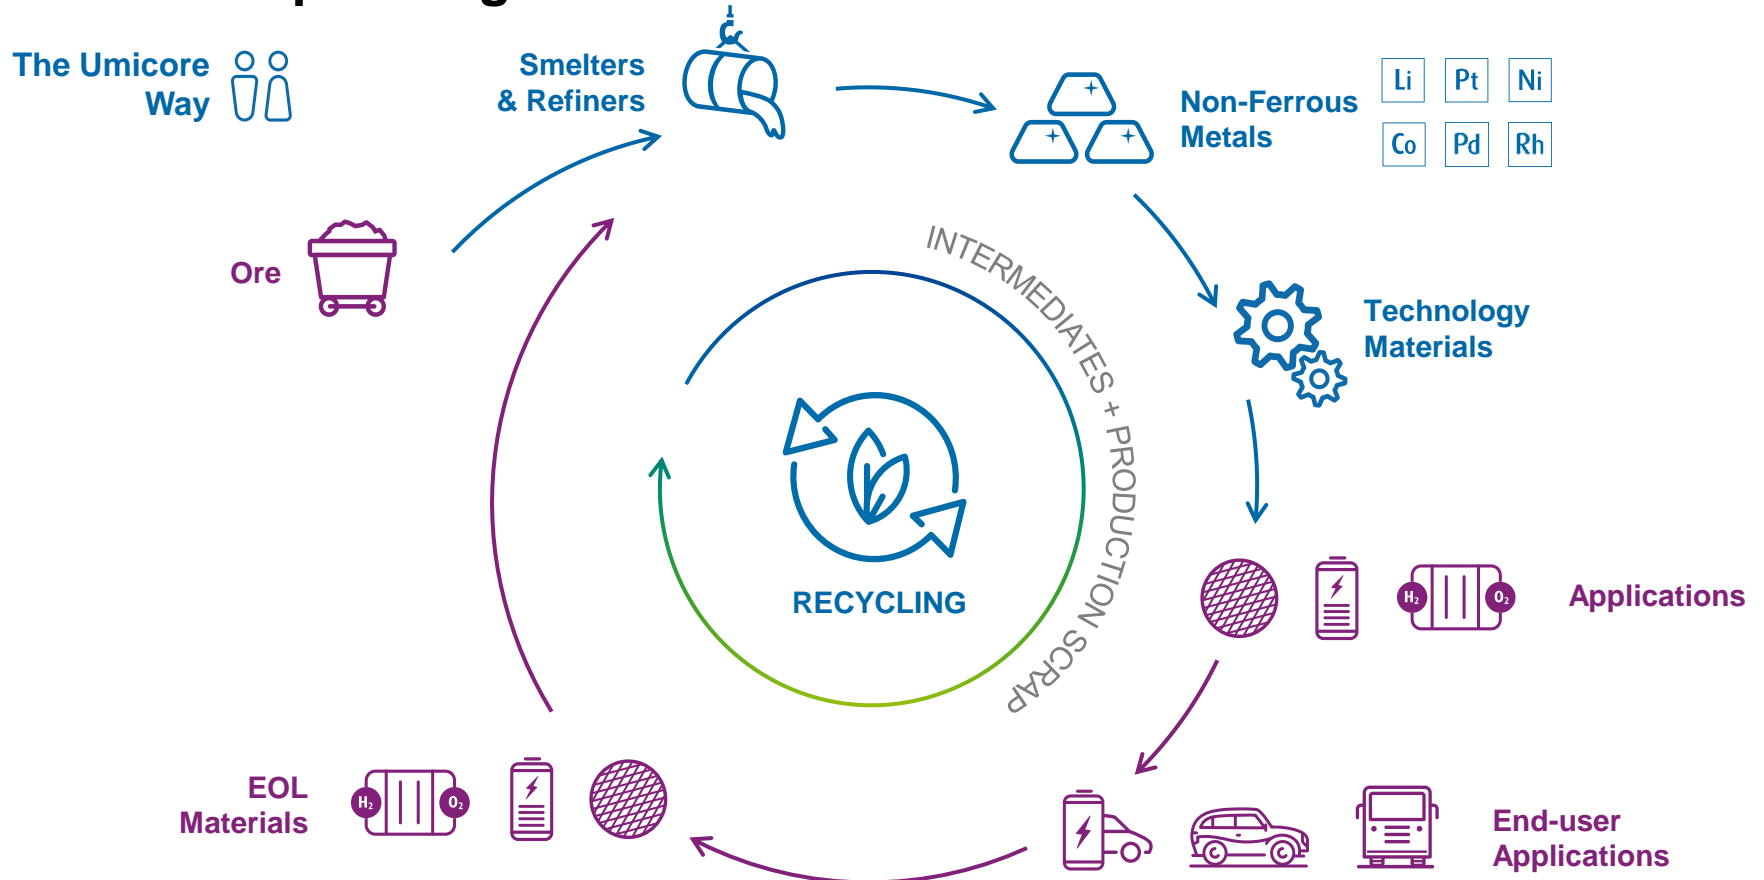 The Umicore
Way
Smelters
& Refiners
Non-Ferrous
Metals
Li Pt Ni
Co Pd Rh
Ore
INTERMEDIATES + PRODUCTION SCRAP
Technology
Materials
RECYCLING
H₂ O₂
Applications
EOL
Materials
H₂ O₂
End-user
Applications